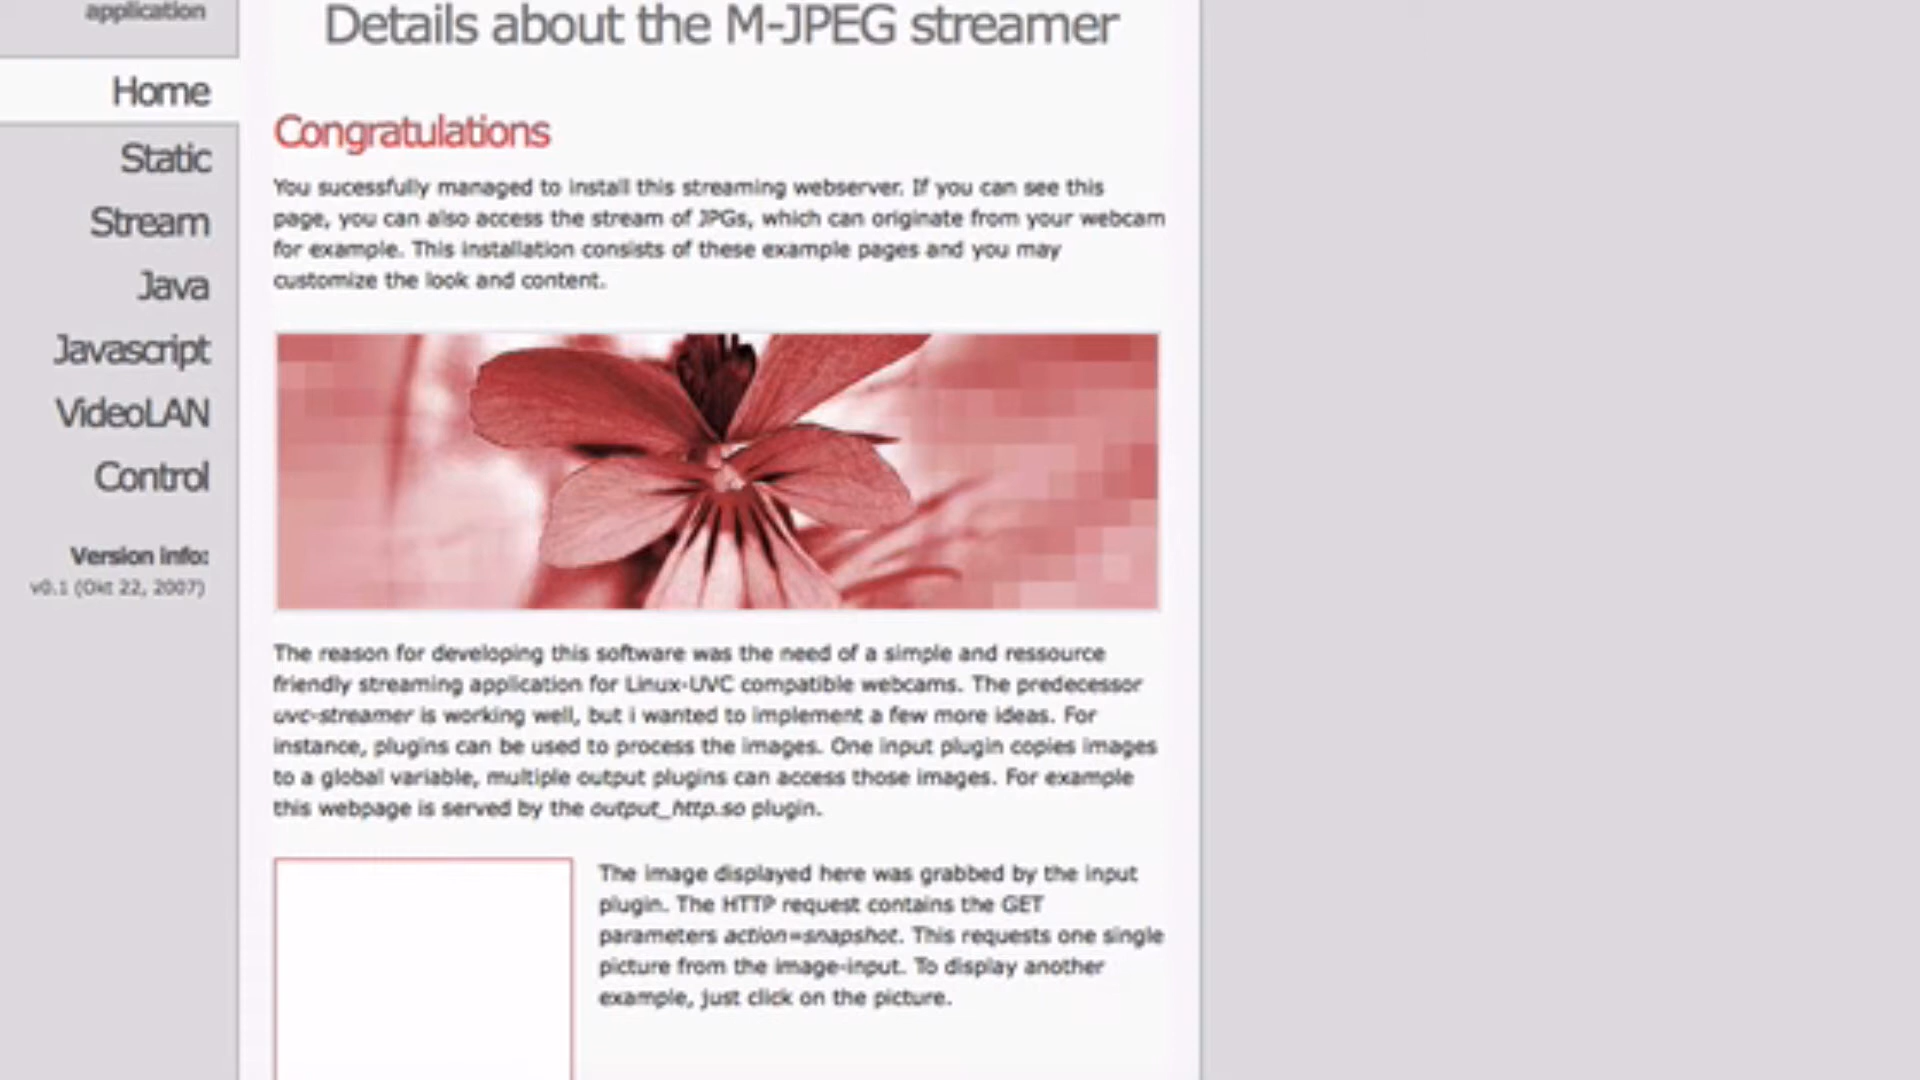 application
Home
Static
Stream
Java
Javascript
VideoLAN
Control
Version info:
v0.1 (Okt 22, 2007)
Details about the M-JPEG streamer
Congratulations
You sucessfully managed to install this streaming webserver. If you can see this
page, you can also access the stream of JPGs, which can originate from your webcam
for example. This installation consists of these example pages and you may
customize the look and content.
The reason for developing this software was the need of a simple and ressource
friendly streaming application for Linux-UVC compatible webcams. The predecessor
uvc-streamer is working well, but i wanted to implement a few more ideas. For
instance, plugins can be used to process the images. One input plugin copies images
to a global variable, multiple output plugins can access those images. For example
this webpage is served by the output_http.so plugin.
The image displayed here was grabbed by the input
plugin. The HTTP request contains the GET
parameters action=snapshot. This requests one single
picture from the image-input. To display another
example, just click on the picture.